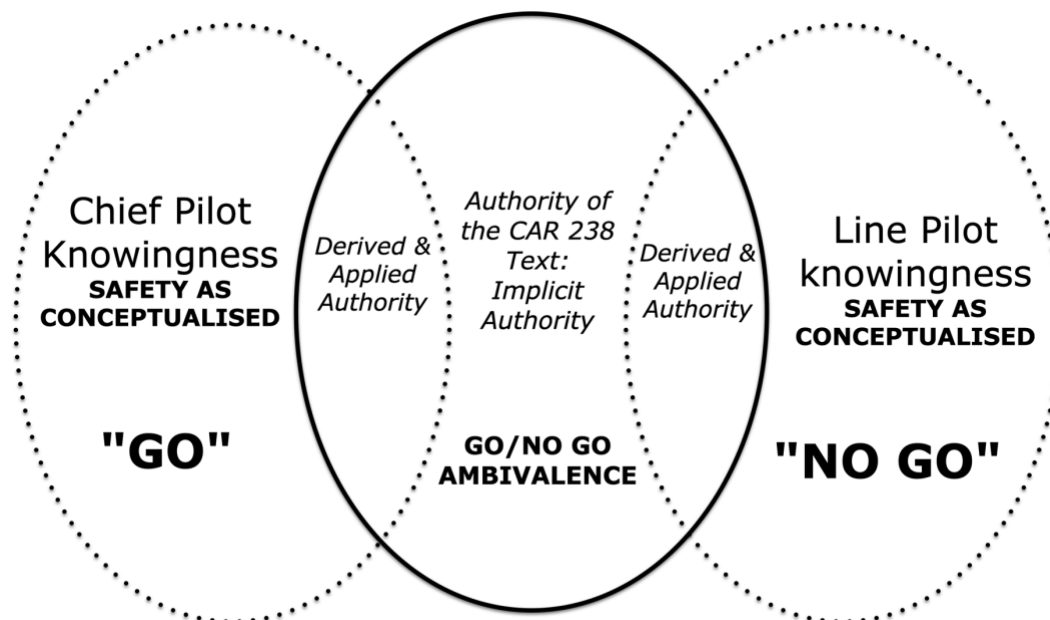 Chief Pilot
Knowingness
SAFETY AS
CONCEPTUALISED
"GO"
Derived &
Applied
Authority
Authority of
the CAR 238
Text:
Implicit
Authority
GO/NO GO
AMBIVALENCE
Derived &
Applied
Authority
Line Pilot
knowingness
SAFETY AS
CONCEPTUALISED
"NO GO"